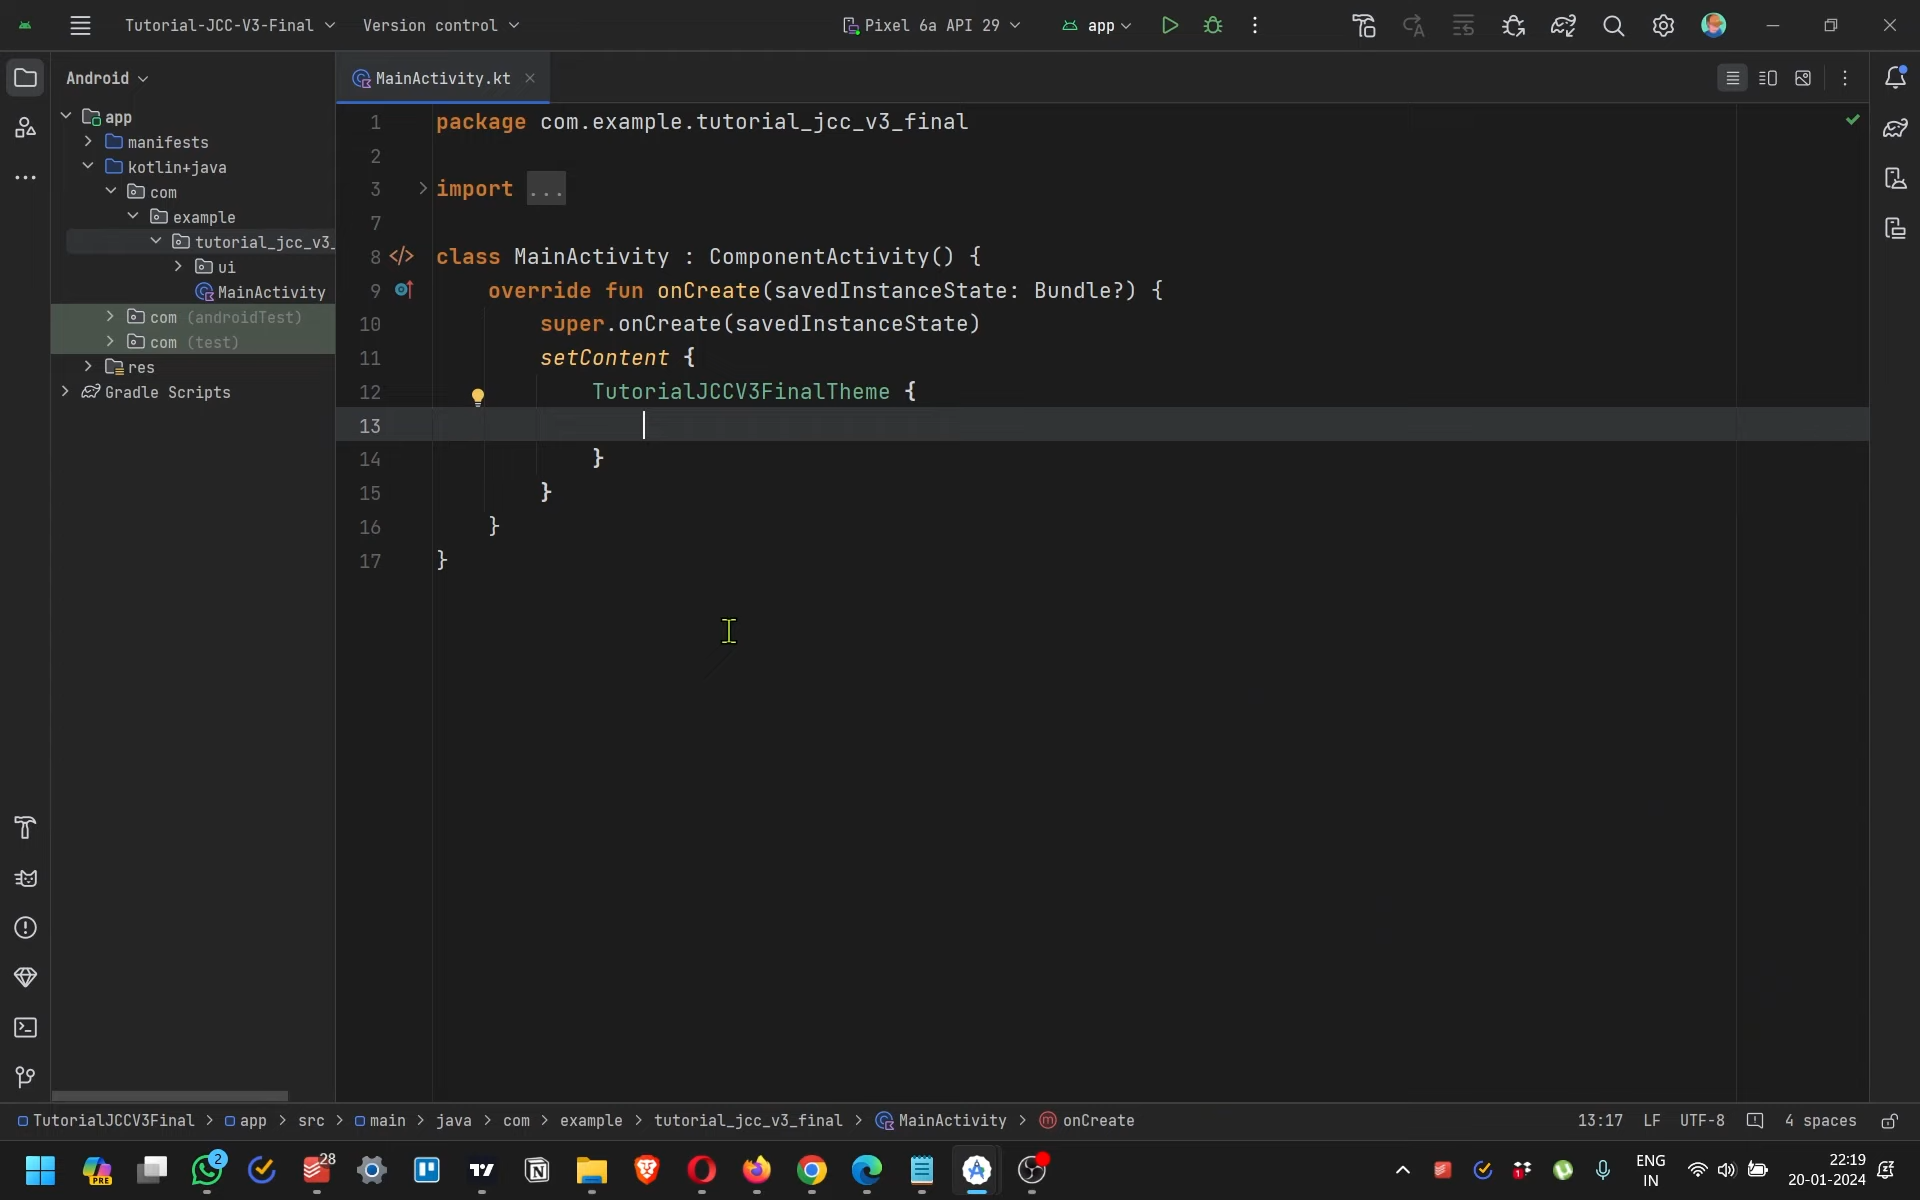 Tutorial-JCC-V3-Final Version control Pixel 6a API 29 app
Android
MainActivity.kt
app
manifests
kotlin+java
com
example
tutorial_jcc_v3_
ui
MainActivity
com (androidTest)
com (test)
res
Gradle Scripts
1 package com.example.tutorial_jcc_v3_final
2
3 import ...
7
8 class MainActivity : ComponentActivity() {
9 override fun onCreate(savedInstanceState: Bundle?) {
10 super.onCreate(savedInstanceState)
11 setContent {
12 TutorialJCCV3FinalTheme {
13
14 }
15 }
16 }
17 }
TutorialJCCV3Final > app > src > main > java > com > example > tutorial_jcc_v3_final > MainActivity > onCreate 13:17 LF UTF-8 4 spaces
PRE 2 28 ENG
IN
22:19
20-01-2024